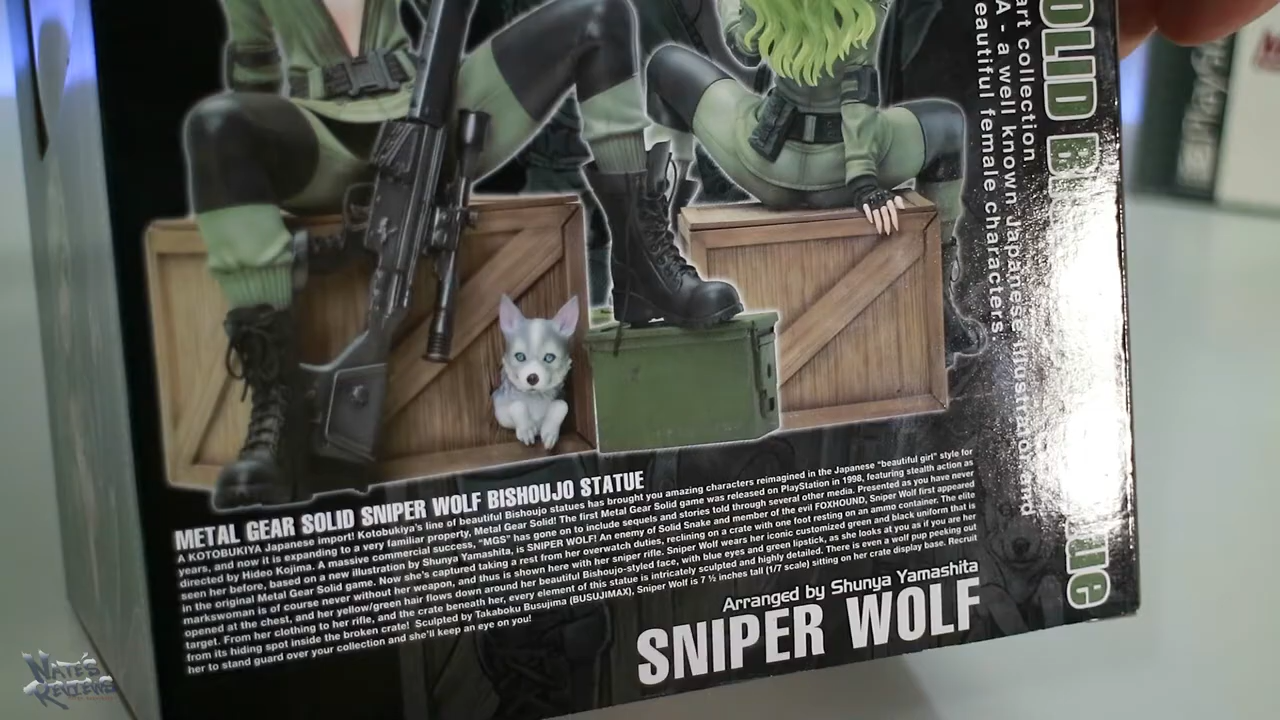 METAL GEAR SOLID SNIPER WOLF BISHOUJO STATUE
A KOTOBUKIYA Japanese import! Kotobukiya's line of beautiful Bishoujo statues has brought you amazing characters reimagined in the Japanese "beautiful girl" style for
years, and now it is expanding to a very familiar property, Metal Gear Solid! The first Metal Gear Solid game was released on PlayStation in 1998, featuring stealth action as
directed by Hideo Kojima. A massive commercial success, "MGS" has gone on to include sequels and stories told through several other media. Presented as you have never
seen her before, based on a new illustration by Shunya Yamashita, is SNIPER WOLF! An enemy of Solid Snake and member of the evil FOXHOUND, Sniper Wolf first appeared
in the original Metal Gear Solid game. Now she's captured taking a rest from her overwatch duties, reclining on a crate with one foot resting on an ammo container. The elite
markswoman is of course never without her weapon, and thus is shown here with her sniper rifle. Sniper Wolf wears her iconic customized green and black uniform that is
opened at the chest, and her yellow/green hair flows down around her beautiful Bishoujo-styled face, with blue eyes and green lipstick, as she looks at you as if you are her
target. From her clothing to her rifle, and the crate beneath her, every element of this statue is intricately sculpted and highly detailed. There is even a wolf pup peeking out
from its hiding spot inside the broken crate! Sculpted by Takaboku Busujima (BUSUJIMAX), Sniper Wolf is 7 ½ inches tall (1/7 scale) sitting on her crate display base. Recruit
her to stand guard over your collection and she'll keep an eye on you!
Arranged by Shunya Yamashita
SNIPER WOLF
OLID
art collection.
A - a well known Japanese
eautiful female characters.
NATE'S
REVIEWS